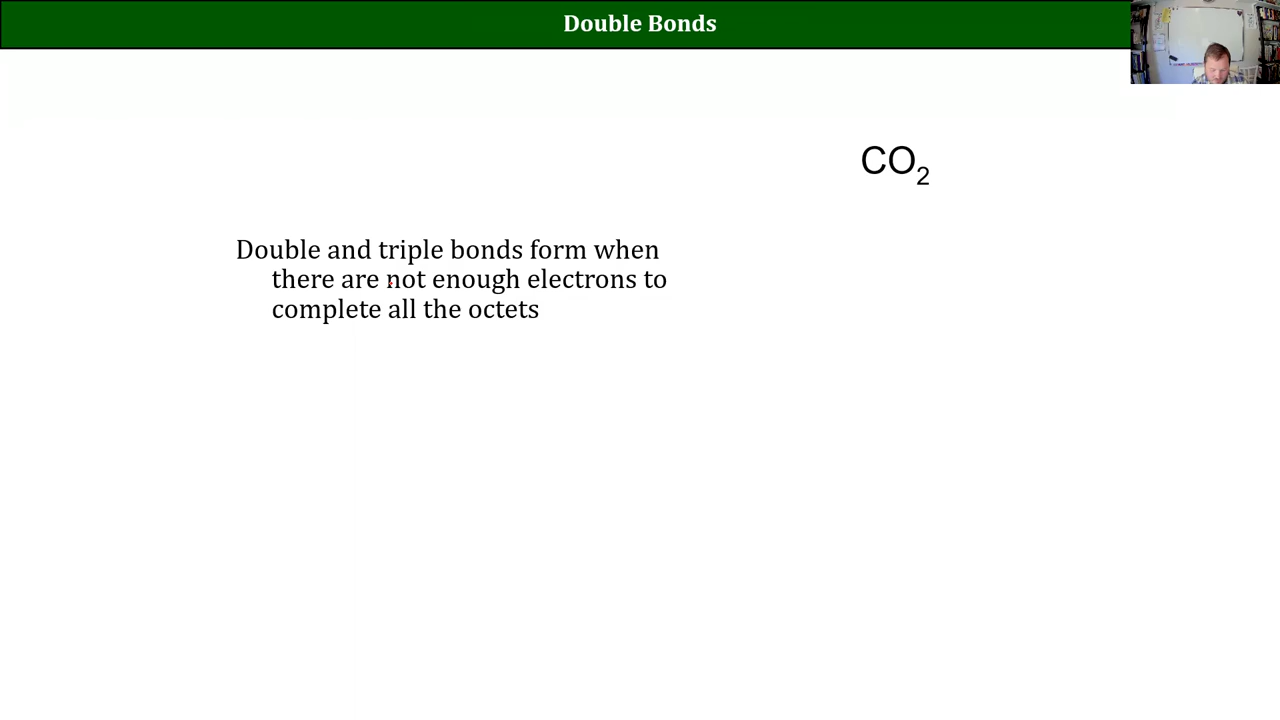 Double Bonds
CO₂
Double and triple bonds form when
there are not enough electrons to
complete all the octets